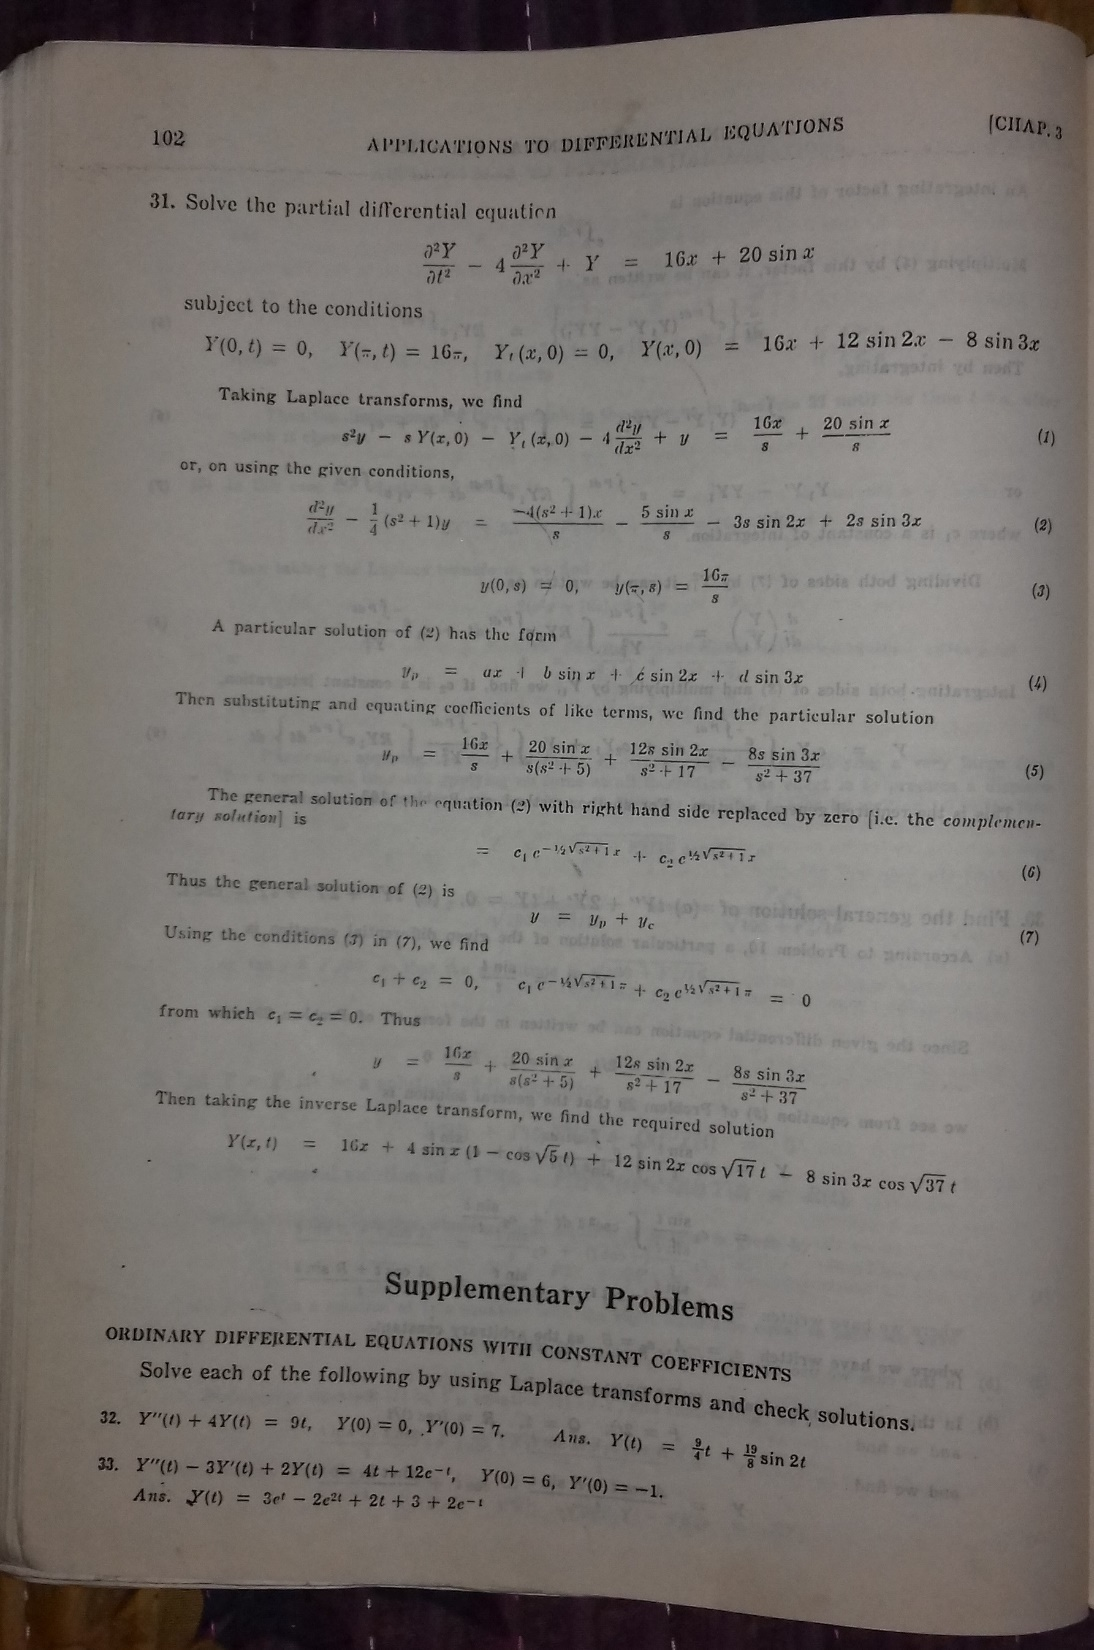 102 APPLICATIONS TO DIFFERENTIAL EQUATIONS [CHAP. 3
31. Solve the partial differential equation
∂²Y/∂t² − 4 ∂²Y/∂x² + Y = 16x + 20 sin x
subject to the conditions
Y(0, t) = 0, Y(π, t) = 16π, Yₜ(x, 0) = 0, Y(x, 0) = 16x + 12 sin 2x − 8 sin 3x
Taking Laplace transforms, we find
s²y − s Y(x, 0) − Yₜ(x, 0) − 4 d²y/dx² + y = 16x/s + 20 sin x/s (1)
or, on using the given conditions,
d²y/dx² − 1/4 (s² + 1)y = −4(s² + 1)x/s − 5 sin x/s − 3s sin 2x + 2s sin 3x (2)
y(0, s) = 0, y(π, s) = 16π/s (3)
A particular solution of (2) has the form
yₚ = ax + b sin x + c sin 2x + d sin 3x (4)
Then substituting and equating coefficients of like terms, we find the particular solution
yₚ = 16x/s + 20 sin x/s(s² + 5) + 12s sin 2x/s² + 17 − 8s sin 3x/s² + 37 (5)
The general solution of the equation (2) with right hand side replaced by zero [i.e. the complemen-
tary solution] is
= c₁e^(−½√(s²+1) x) + c₂e^(½√(s²+1) x) (6)
Thus the general solution of (2) is
y = yₚ + y_c (7)
Using the conditions (3) in (7), we find
c₁ + c₂ = 0, c₁e^(−½√(s²+1) π) + c₂e^(½√(s²+1) π) = 0
from which c₁ = c₂ = 0. Thus
y = 16x/s + 20 sin x/s(s² + 5) + 12s sin 2x/s² + 17 − 8s sin 3x/s² + 37
Then taking the inverse Laplace transform, we find the required solution
Y(x, t) = 16x + 4 sin x (1 − cos √5 t) + 12 sin 2x cos √17 t − 8 sin 3x cos √37 t
Supplementary Problems
ORDINARY DIFFERENTIAL EQUATIONS WITH CONSTANT COEFFICIENTS
Solve each of the following by using Laplace transforms and check solutions.
32. Y″(t) + 4Y(t) = 9t, Y(0) = 0, Y′(0) = 7. Ans. Y(t) = 9/4 t + 19/8 sin 2t
33. Y″(t) − 3Y′(t) + 2Y(t) = 4t + 12e⁻ᵗ, Y(0) = 6, Y′(0) = −1.
Ans. Y(t) = 3eᵗ − 2e²ᵗ + 2t + 3 + 2e⁻ᵗ